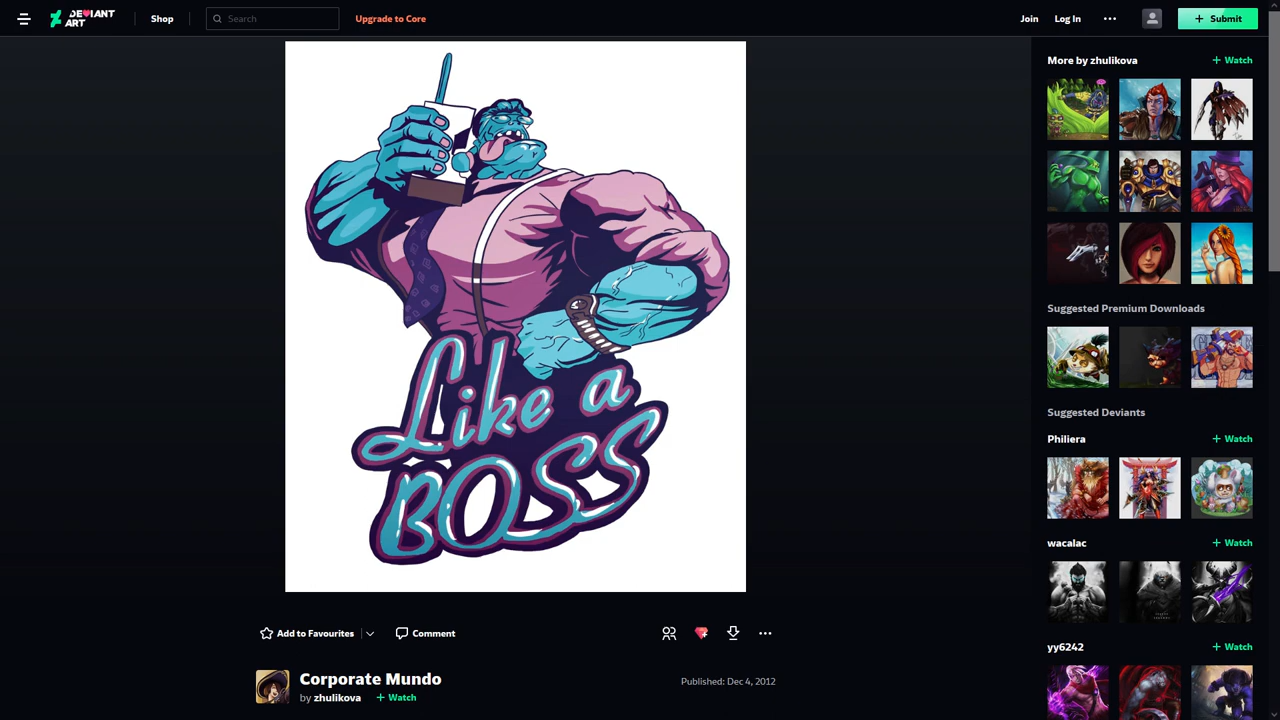 DEVIANT ART
Shop
Search
Upgrade to Core
Join
Log In
Submit
Like a
BOSS
Add to Favourites
Comment
Corporate Mundo
by zhulikova
Watch
Published: Dec 4, 2012
More by zhulikova
Watch
Suggested Premium Downloads
Suggested Deviants
Philiera
Watch
wacalac
Watch
yy6242
Watch